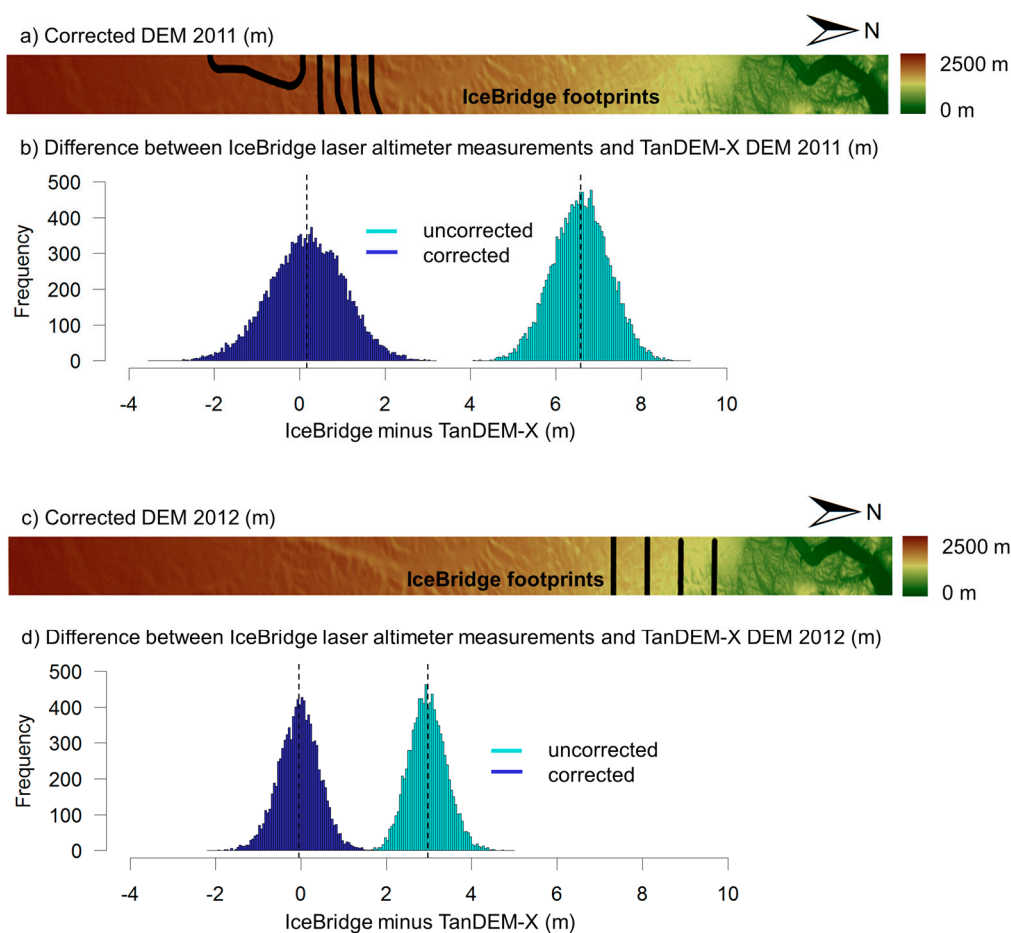 a) Corrected DEM 2011 (m)
N
IceBridge footprints
2500 m
0 m
b) Difference between IceBridge laser altimeter measurements and TanDEM-X DEM 2011 (m)
500
400
300
200
100
0
Frequency
uncorrected
corrected
-4 -2 0 2 4 6 8 10
IceBridge minus TanDEM-X (m)
c) Corrected DEM 2012 (m)
N
IceBridge footprints
2500 m
0 m
d) Difference between IceBridge laser altimeter measurements and TanDEM-X DEM 2012 (m)
500
400
300
200
100
0
Frequency
uncorrected
corrected
-4 -2 0 2 4 6 8 10
IceBridge minus TanDEM-X (m)